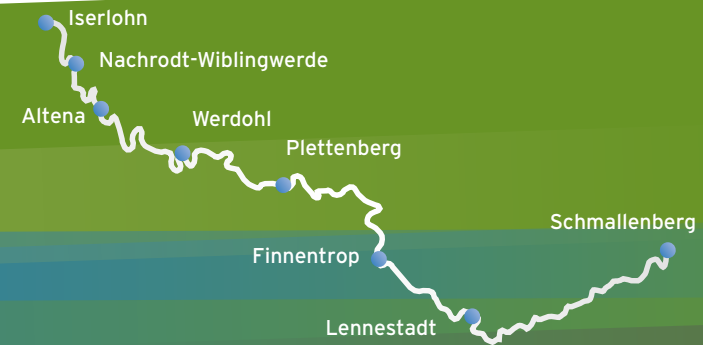 Iserlohn
Nachrodt-Wiblingwerde
Altena
Werdohl
Plettenberg
Schmallenberg
Finnentrop
Lennestadt